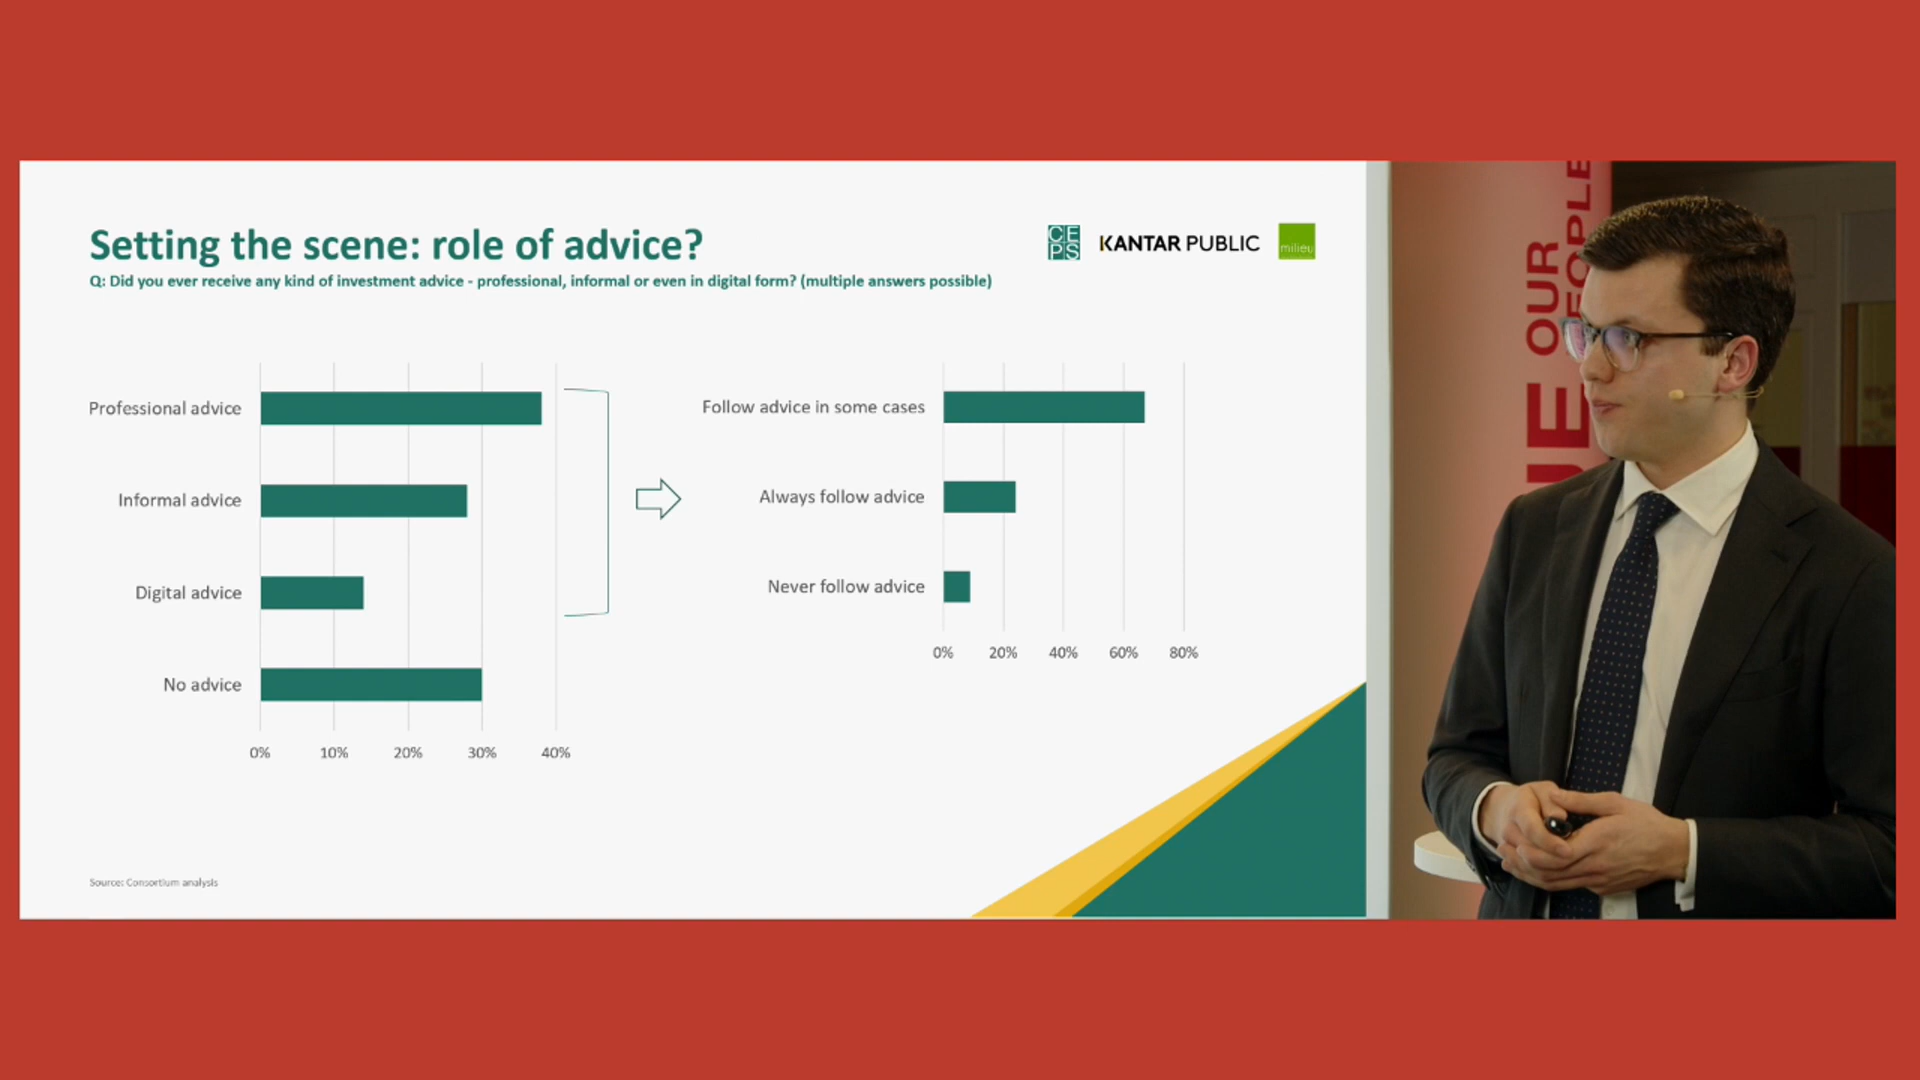 Setting the scene: role of advice?
Q: Did you ever receive any kind of investment advice - professional, informal or even in digital form? (multiple answers possible)
CE
PS
KANTAR PUBLIC
milieu
Professional advice
Informal advice
Digital advice
No advice
0% 10% 20% 30% 40%
Follow advice in some cases
Always follow advice
Never follow advice
0% 20% 40% 60% 80%
Source: Consortium analysis
OUR
PEOPLE